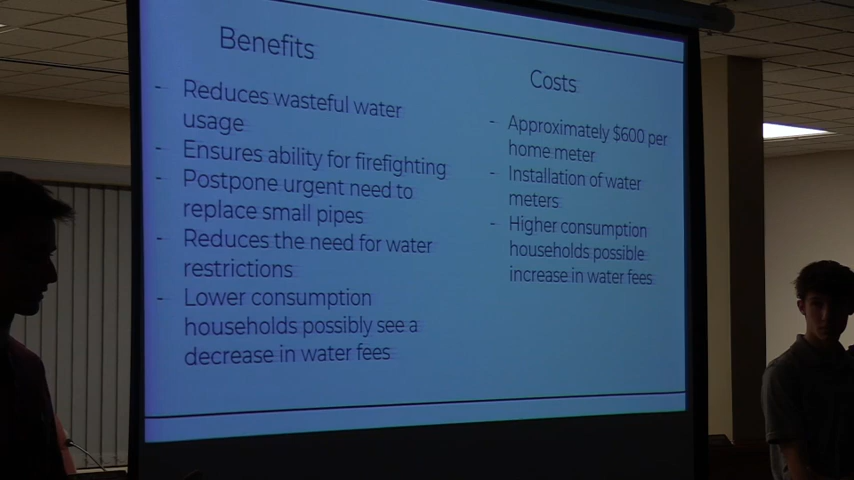 Benefits
- Reduces wasteful water
usage
- Ensures ability for firefighting
- Postpone urgent need to
replace small pipes
- Reduces the need for water
restrictions
- Lower consumption
households possibly see a
decrease in water fees
Costs
- Approximately $600 per
home meter
- Installation of water
meters
- Higher consumption
households possible
increase in water fees